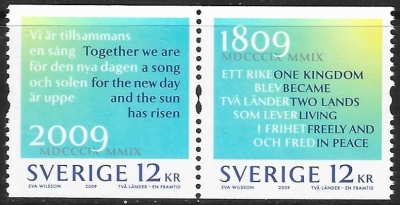 Vi är tillsammans
en sång Together we are
för den nya dagen a song
och solen for the new day
är uppe and the sun
has risen
2009
MDCCCIX MMIX
SVERIGE 12 KR
EVA WILSSON 2009 TVÅ LÄNDER - EN FRAMTID
1809
MDCCCIX MMIX
ETT RIKE ONE KINGDOM
BLEV BECAME
TVÅ LÄNDER TWO LANDS
SOM LEVER LIVING
I FRIHET FREELY AND
OCH FRED IN PEACE
SVERIGE 12 KR
EVA WILSSON 2009 TVÅ LÄNDER - EN FRAMTID